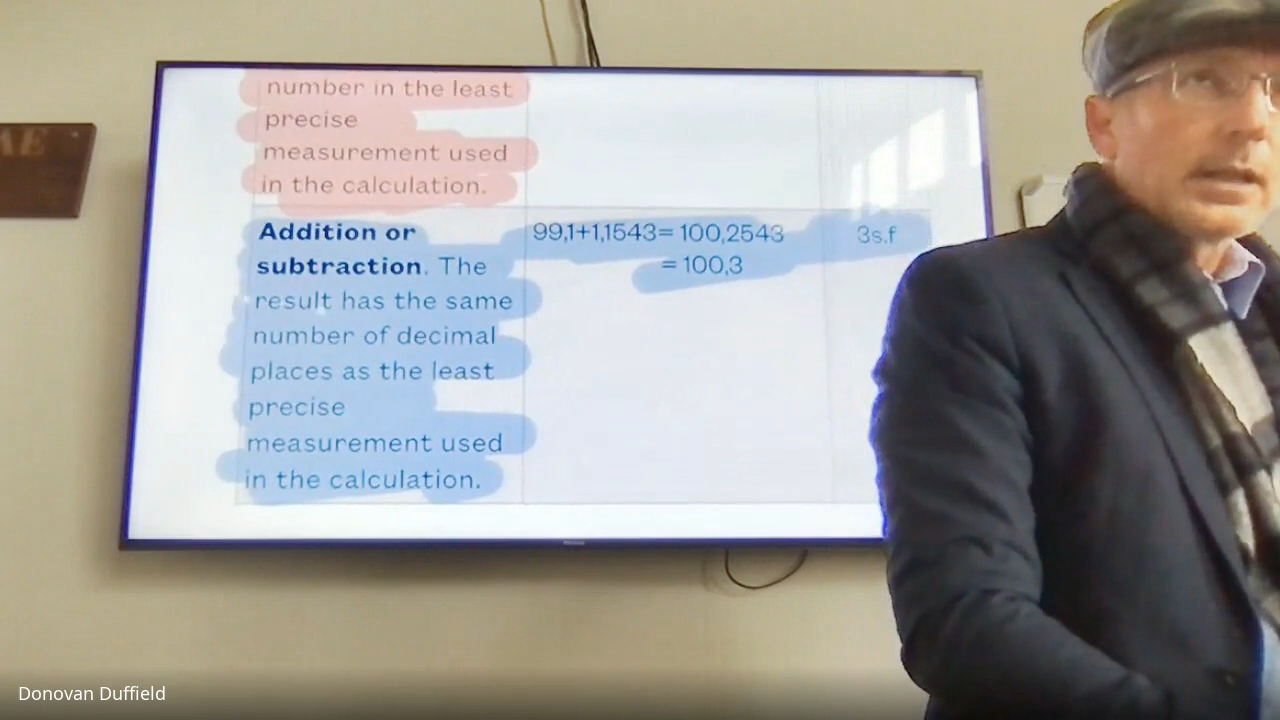 number in the least
precise
measurement used
in the calculation.
Addition or
subtraction. The
result has the same
number of decimal
places as the least
precise
measurement used
in the calculation.
99,1+1,1543= 100,2543
= 100,3
3s.f
AE
Donovan Duffield